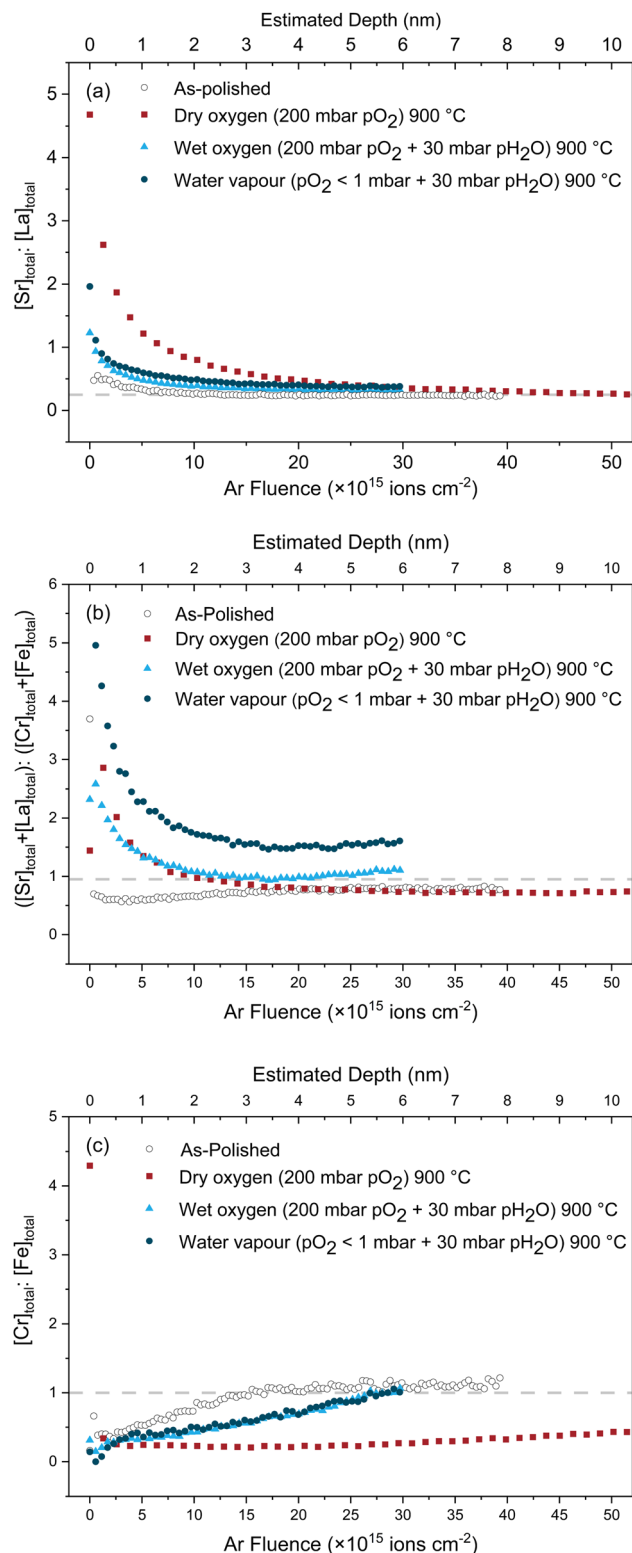 Estimated Depth (nm)
0 1 2 3 4 5 6 7 8 9 10
(a)
As-polished
Dry oxygen (200 mbar pO2) 900 °C
Wet oxygen (200 mbar pO2 + 30 mbar pH2O) 900 °C
Water vapour (pO2 < 1 mbar + 30 mbar pH2O) 900 °C
5
4
3
2
1
0
[Sr]total: [La]total
0 10 20 30 40 50
Ar Fluence (×10^15 ions cm-2)
Estimated Depth (nm)
0 1 2 3 4 5 6 7 8 9 10
(b)
As-Polished
Dry oxygen (200 mbar pO2) 900 °C
Wet oxygen (200 mbar pO2 + 30 mbar pH2O) 900 °C
Water vapour (pO2 < 1 mbar + 30 mbar pH2O) 900 °C
6
5
4
3
2
1
0
([Sr]total+[La]total): ([Cr]total+[Fe]total)
0 5 10 15 20 25 30 35 40 45 50
Ar Fluence (×10^15 ions cm-2)
Estimated Depth (nm)
0 1 2 3 4 5 6 7 8 9 10
(c)
As-Polished
Dry oxygen (200 mbar pO2) 900 °C
Wet oxygen (200 mbar pO2 + 30 mbar pH2O) 900 °C
Water vapour (pO2 < 1 mbar + 30 mbar pH2O) 900 °C
5
4
3
2
1
0
[Cr]total: [Fe]total
0 5 10 15 20 25 30 35 40 45 50
Ar Fluence (×10^15 ions cm-2)